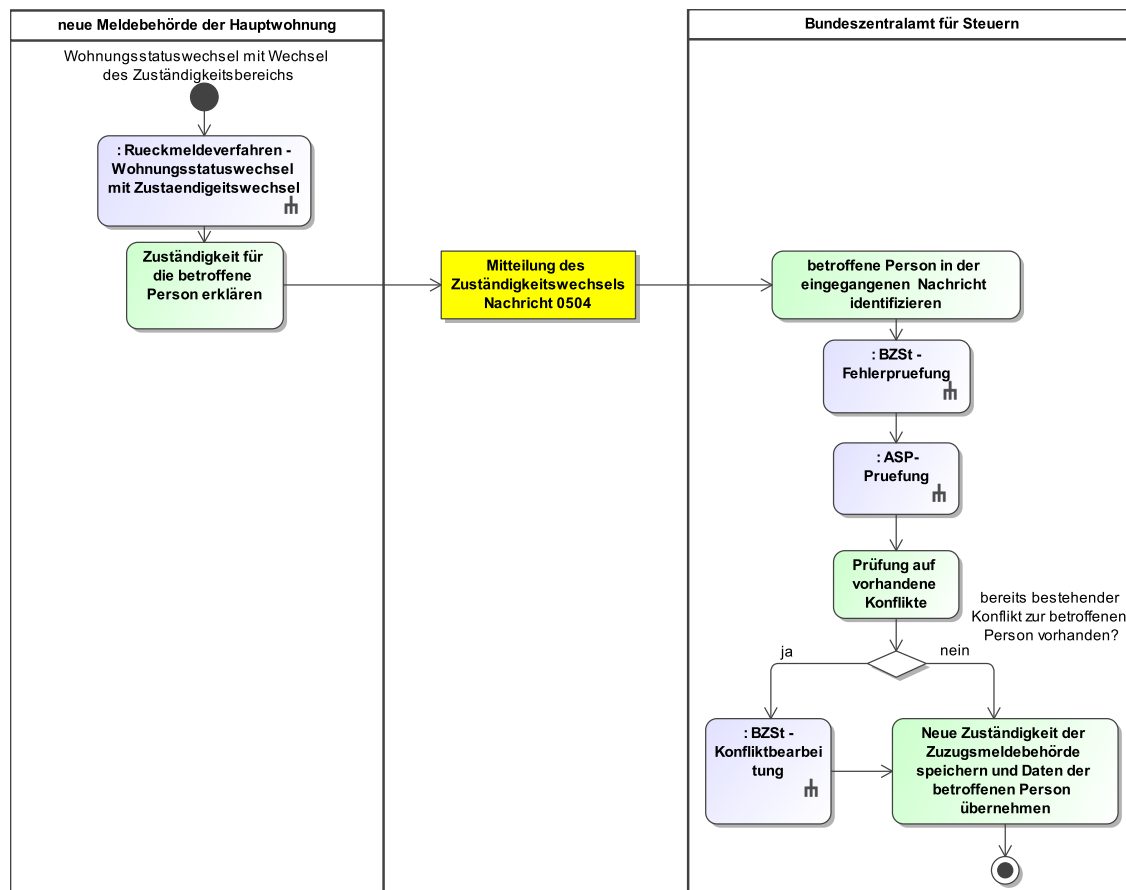 neue Meldebehörde der Hauptwohnung
Wohnungsstatuswechsel mit Wechsel
des Zuständigkeitsbereichs
: Rueckmeldeverfahren -
Wohnungsstatuswechsel
mit Zustaendigeitswechsel
Zuständigkeit für
die betroffene
Person erklären
Mitteilung des
Zuständigkeitswechsels
Nachricht 0504
Bundeszentralamt für Steuern
betroffene Person in der
eingegangenen Nachricht
identifizieren
: BZSt -
Fehlerpruefung
: ASP-
Pruefung
Prüfung auf
vorhandene
Konflikte
bereits bestehender
Konflikt zur betroffenen
Person vorhanden?
ja
nein
: BZSt -
Konfliktbearbei
tung
Neue Zuständigkeit der
Zuzugsmeldebehörde
speichern und Daten der
betroffenen Person
übernehmen